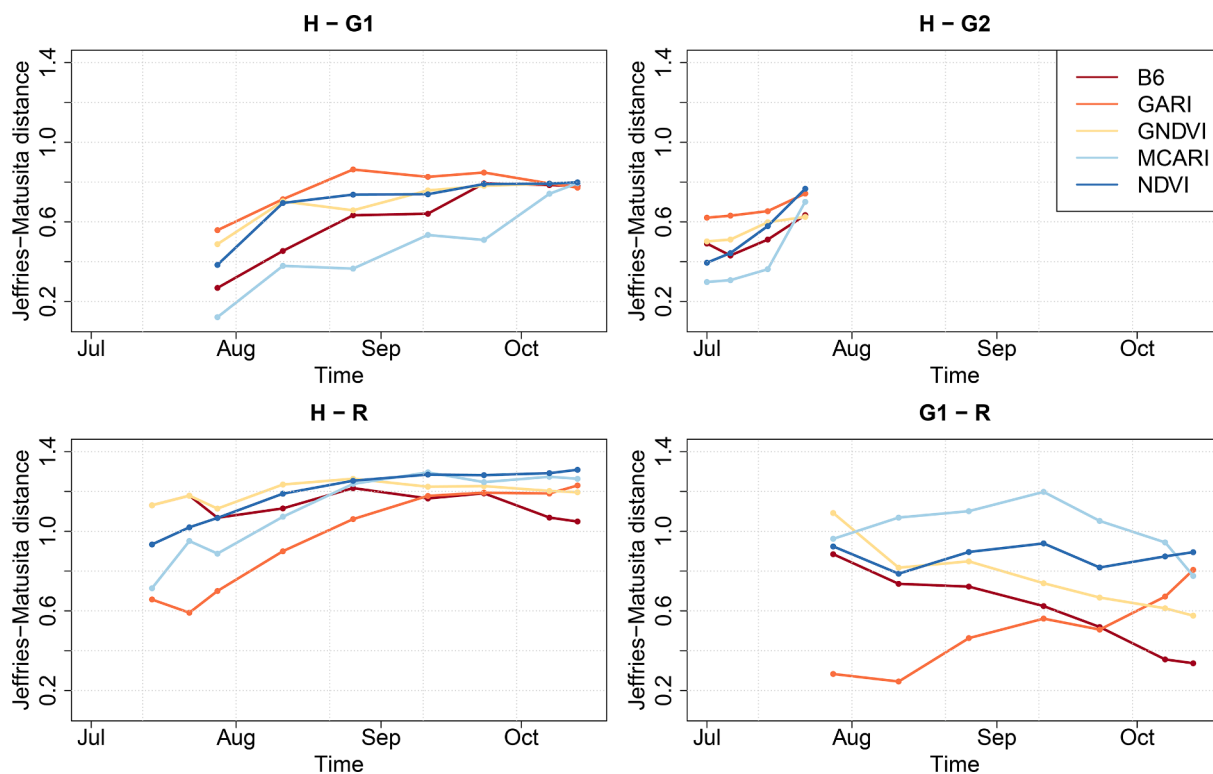 H − G1
H − G2
Jeffries−Matusita distance
0.2
0.6
1.0
1.4
Jul
Aug
Sep
Oct
Time
Jeffries−Matusita distance
0.2
0.6
1.0
1.4
Jul
Aug
Sep
Oct
Time
B6
GARI
GNDVI
MCARI
NDVI
H − R
G1 − R
Jeffries−Matusita distance
0.2
0.6
1.0
1.4
Jul
Aug
Sep
Oct
Time
Jeffries−Matusita distance
0.2
0.6
1.0
1.4
Jul
Aug
Sep
Oct
Time